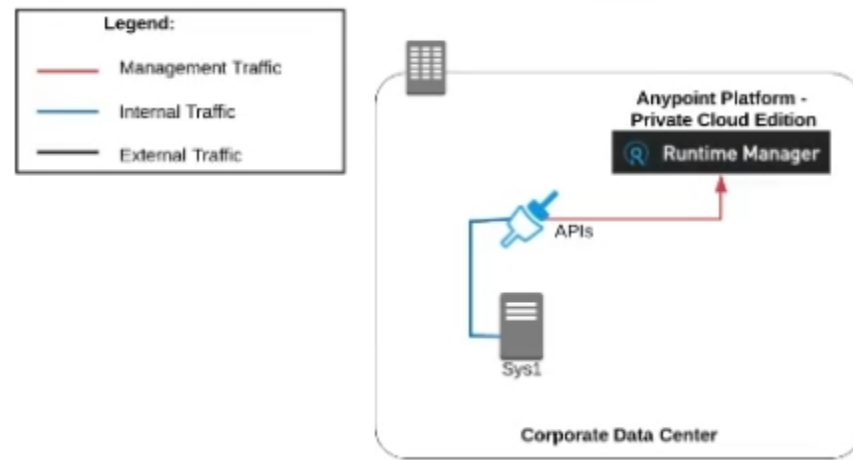 Legend:
Management Traffic
Internal Traffic
External Traffic
Anypoint Platform -
Private Cloud Edition
Runtime Manager
APIs
Sys1
Corporate Data Center